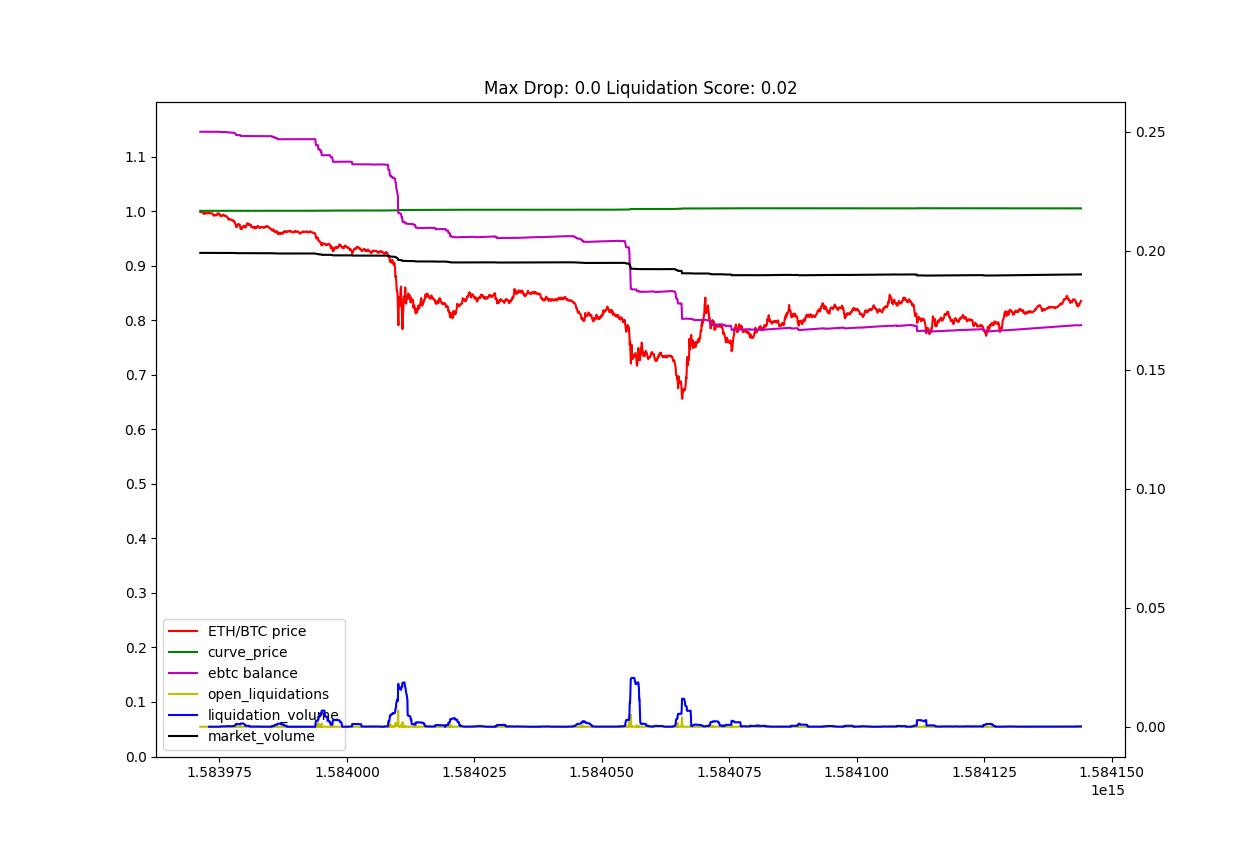 Max Drop: 0.0 Liquidation Score: 0.02
1.1
1.0
0.9
0.8
0.7
0.6
0.5
0.4
0.3
0.2
0.1
0.0
0.25
0.20
0.15
0.10
0.05
0.00
ETH/BTC price
curve_price
ebtc balance
open_liquidations
liquidation_volume
market_volume
1.583975 1.584000 1.584025 1.584050 1.584075 1.584100 1.584125 1.584150
1e15